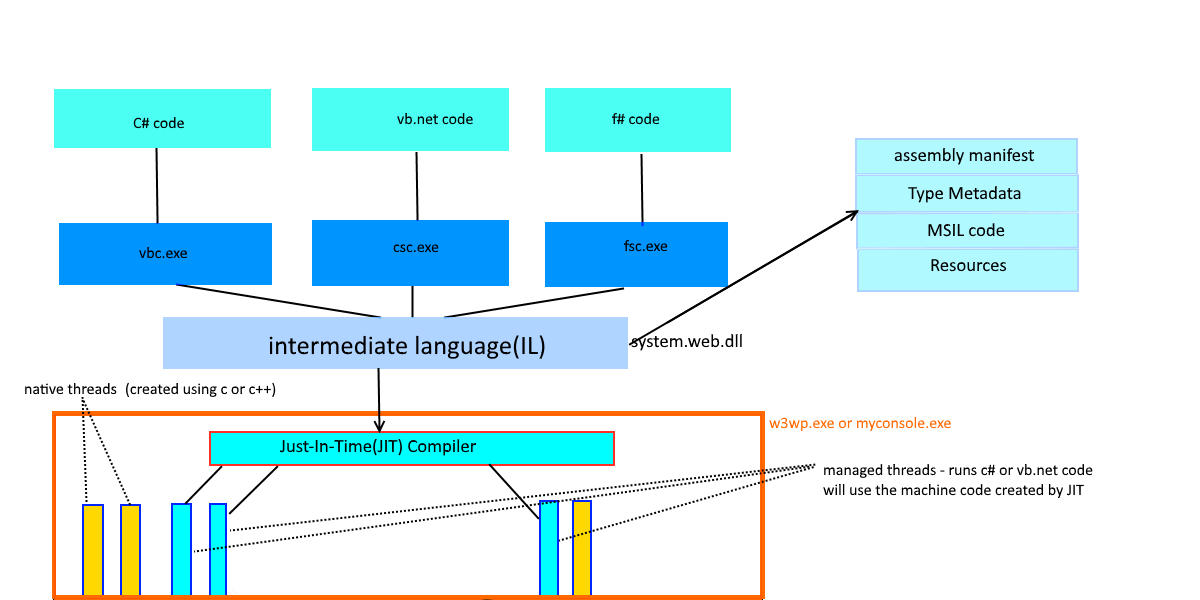 C# code
vb.net code
f# code
assembly manifest
Type Metadata
MSIL code
Resources
vbc.exe
csc.exe
fsc.exe
intermediate language(IL)
system.web.dll
native threads  (created using c or c++)
w3wp.exe or myconsole.exe
Just-In-Time(JIT) Compiler
managed threads - runs c# or vb.net code
will use the machine code created by JIT